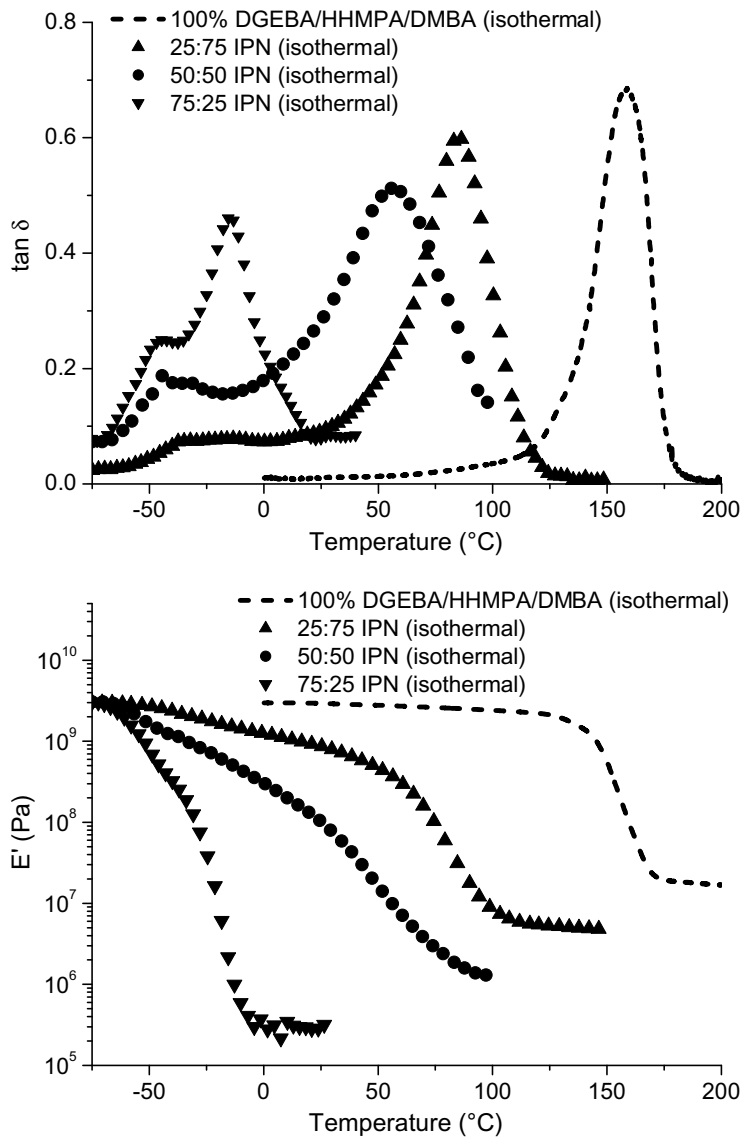 100% DGEBA/HHMPA/DMBA (isothermal)
25:75 IPN (isothermal)
50:50 IPN (isothermal)
75:25 IPN (isothermal)
0.8
0.6
0.4
0.2
0.0
tan δ
-50 0 50 100 150 200
Temperature (°C)
100% DGEBA/HHMPA/DMBA (isothermal)
25:75 IPN (isothermal)
50:50 IPN (isothermal)
75:25 IPN (isothermal)
10¹⁰
10⁹
10⁸
10⁷
10⁶
10⁵
E' (Pa)
-50 0 50 100 150 200
Temperature (°C)